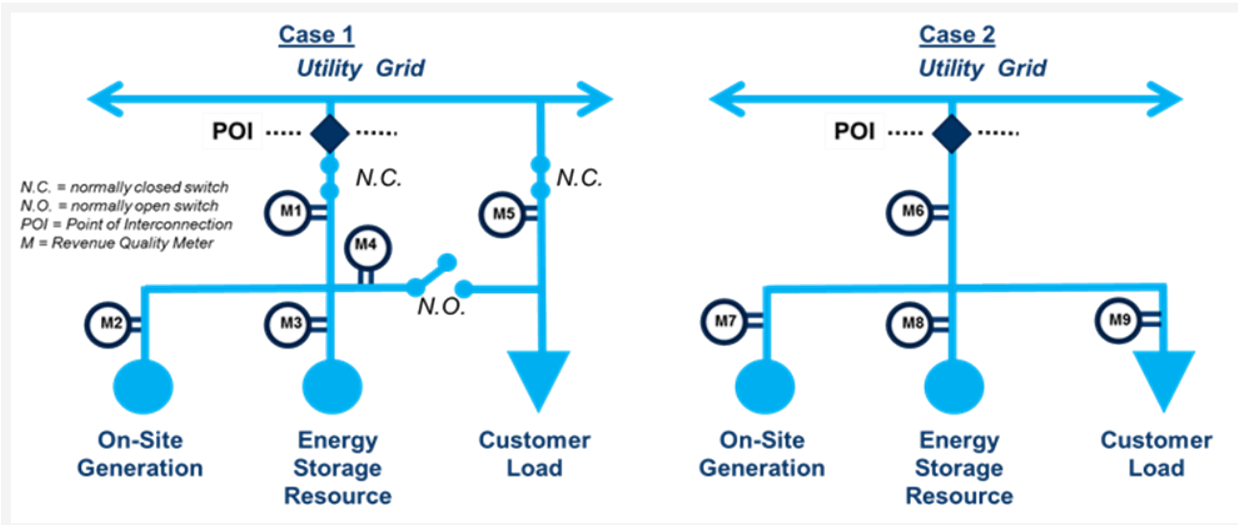 Case 1
Utility Grid
POI
N.C.
N.C.
N.C. = normally closed switch
N.O. = normally open switch
POI = Point of Interconnection
M = Revenue Quality Meter
M1
M5
M4
N.O.
M2
M3
On-Site
Generation
Energy
Storage
Resource
Customer
Load
Case 2
Utility Grid
POI
M6
M7
M8
M9
On-Site
Generation
Energy
Storage
Resource
Customer
Load